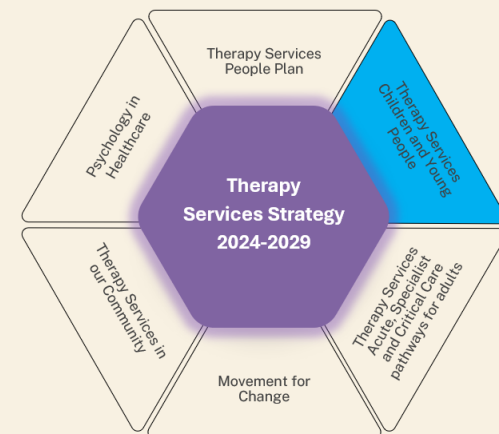 Therapy Services
People Plan
Therapy Services
Children and Young
People
Therapy Services
Acute, Specialist
and Critical Care
pathways for adults
Movement for
Change
Therapy Services in
our Community
Psychology in
Healthcare
Therapy
Services Strategy
2024-2029